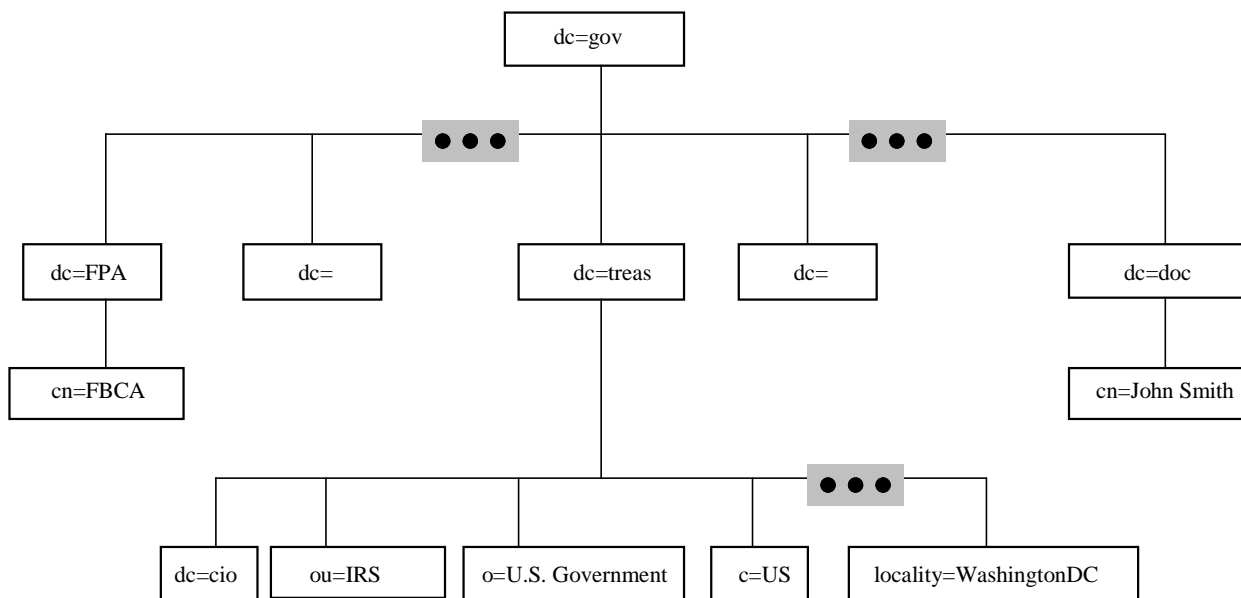 dc=gov
dc=FPA
dc=
dc=treas
dc=
dc=doc
cn=FBCA
cn=John Smith
dc=cio
ou=IRS
o=U.S. Government
c=US
locality=WashingtonDC